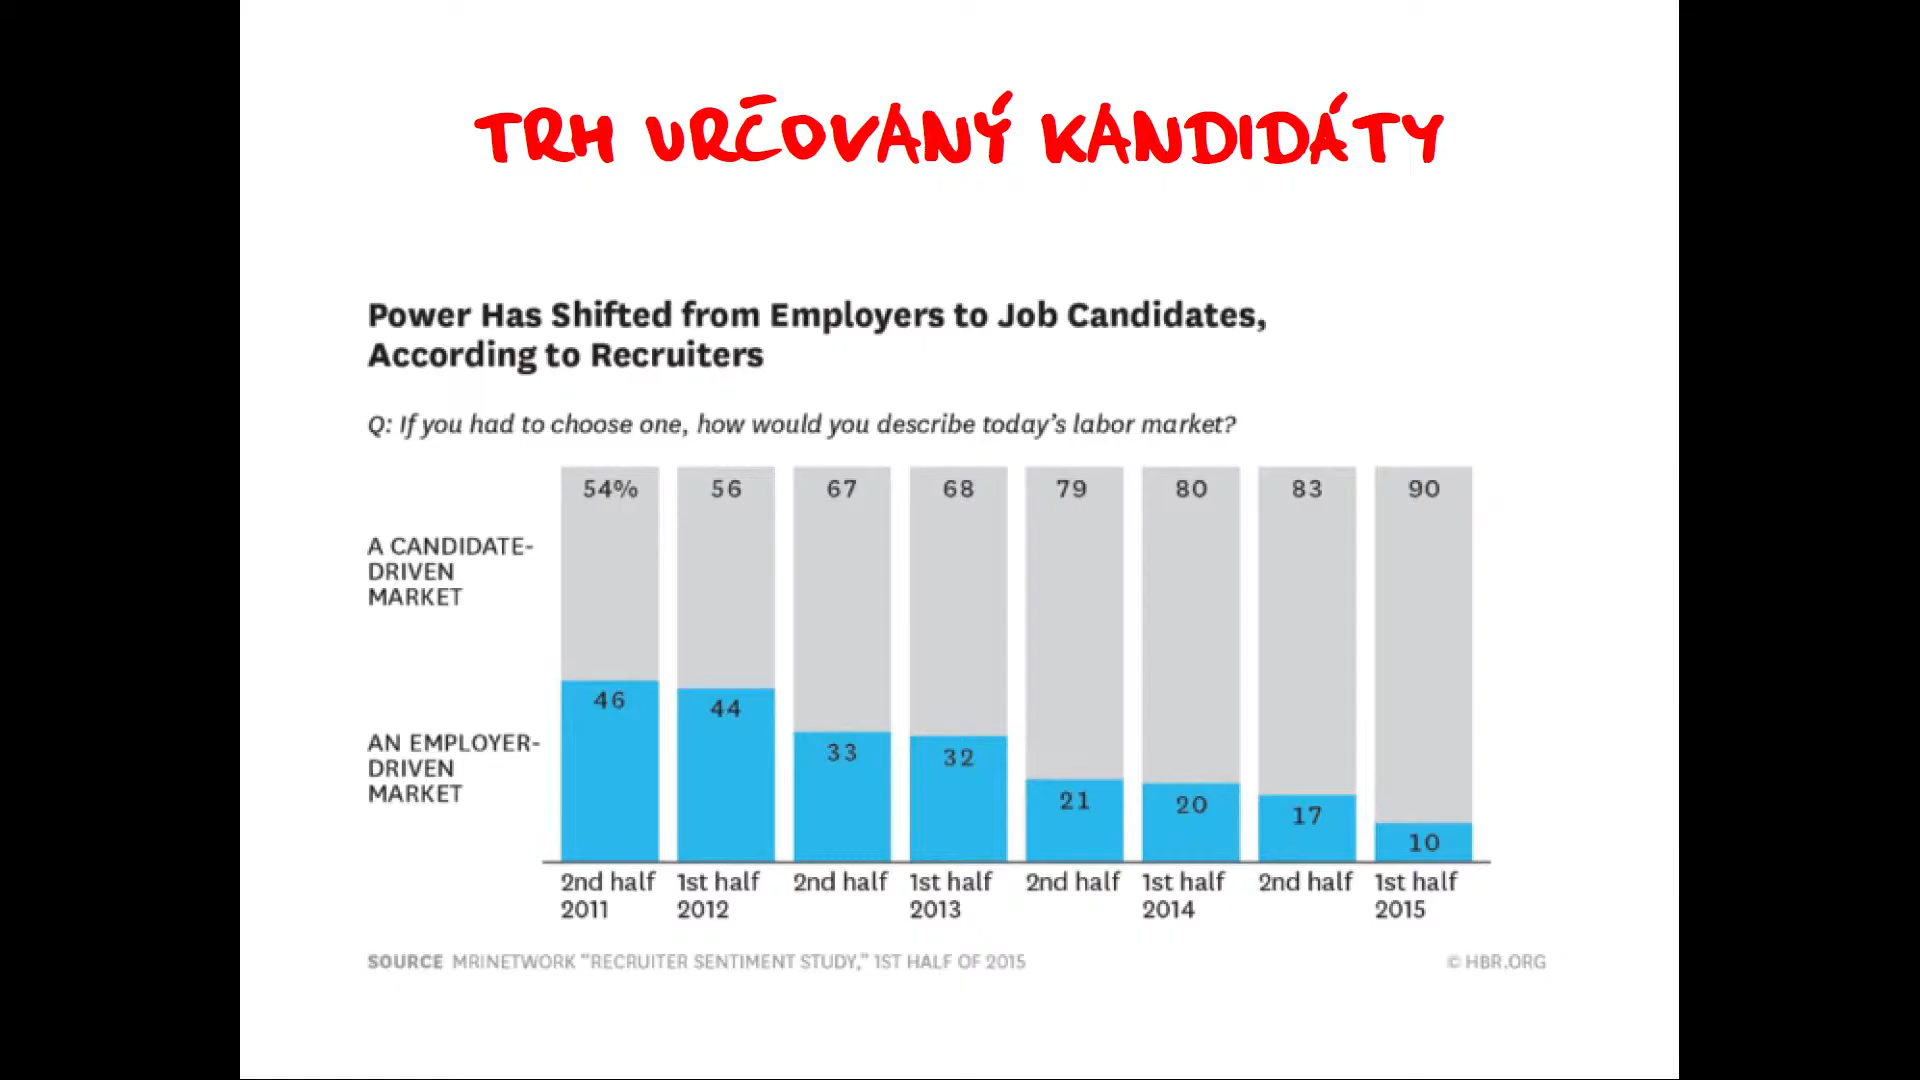 TRH URČOVANÝ KANDIDÁTY
Power Has Shifted from Employers to Job Candidates,
According to Recruiters
Q: If you had to choose one, how would you describe today's labor market?
54% 56 67 68 79 80 83 90
A CANDIDATE-
DRIVEN
MARKET
46 44 33 32 21 20 17 10
AN EMPLOYER-
DRIVEN
MARKET
2nd half 1st half 2nd half 1st half 2nd half 1st half 2nd half 1st half
2011 2012 2013 2014 2015
SOURCE MRINETWORK "RECRUITER SENTIMENT STUDY," 1ST HALF OF 2015
© HBR.ORG